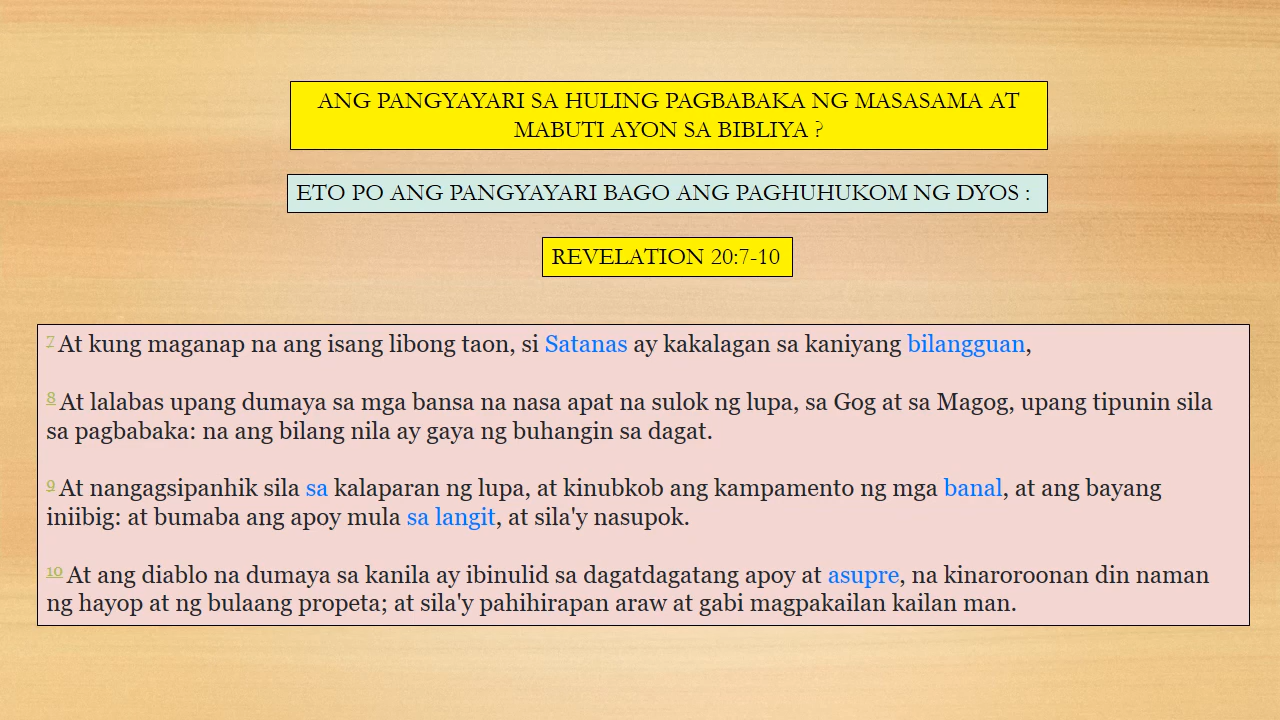 ANG PANGYAYARI SA HULING PAGBABAKA NG MASASAMA AT
MABUTI AYON SA BIBLIYA ?
ETO PO ANG PANGYAYARI BAGO ANG PAGHUHUKOM NG DYOS :
REVELATION 20:7-10
7 At kung maganap na ang isang libong taon, si Satanas ay kakalagan sa kaniyang bilangguan,
8 At lalabas upang dumaya sa mga bansa na nasa apat na sulok ng lupa, sa Gog at sa Magog, upang tipunin sila
sa pagbabaka: na ang bilang nila ay gaya ng buhangin sa dagat.
9 At nangagsipanhik sila sa kalaparan ng lupa, at kinubkob ang kampamento ng mga banal, at ang bayang
iniibig: at bumaba ang apoy mula sa langit, at sila'y nasupok.
10 At ang diablo na dumaya sa kanila ay ibinulid sa dagatdagatang apoy at asupre, na kinaroroonan din naman
ng hayop at ng bulaang propeta; at sila'y pahihirapan araw at gabi magpakailan kailan man.